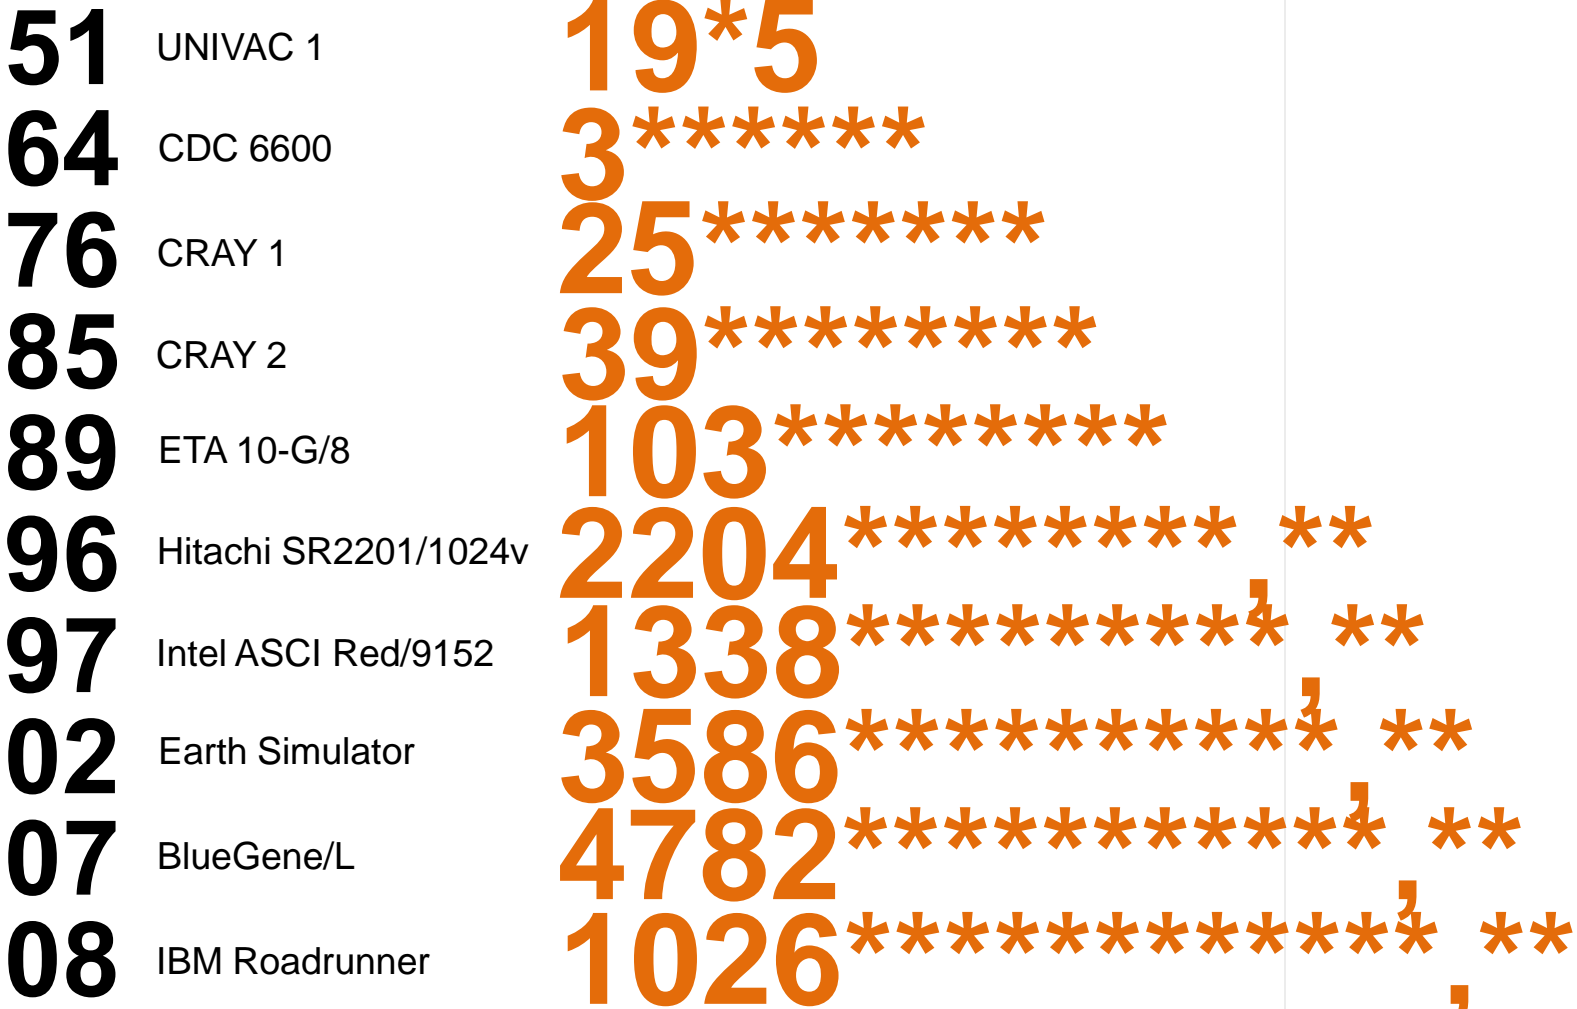 51 UNIVAC 1 19*5
64 CDC 6600 3******
76 CRAY 1 25*******
85 CRAY 2 39********
89 ETA 10-G/8 103********
96 Hitachi SR2201/1024v 2204********,**
97 Intel ASCI Red/9152 1338*********,**
02 Earth Simulator 3586**********,**
07 BlueGene/L 4782***********,**
08 IBM Roadrunner 1026************,**